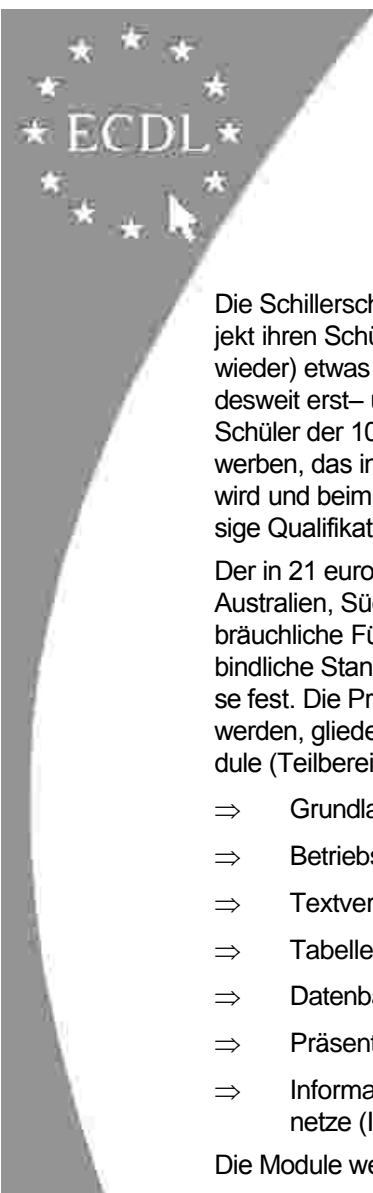 ECDL
Die Schillersch
jekt ihren Schü
wieder) etwas
desweit erst– u
Schüler der 10
werben, das in
wird und beim
sige Qualifikat
Der in 21 euro
Australien, Sü
bräuchliche Fü
bindliche Stan
se fest. Die Pr
werden, gliede
dule (Teilberei
⇒ Grundla
⇒ Betriebs
⇒ Textver
⇒ Tabelle
⇒ Datenba
⇒ Präsent
⇒ Informa
netze (I
Die Module we